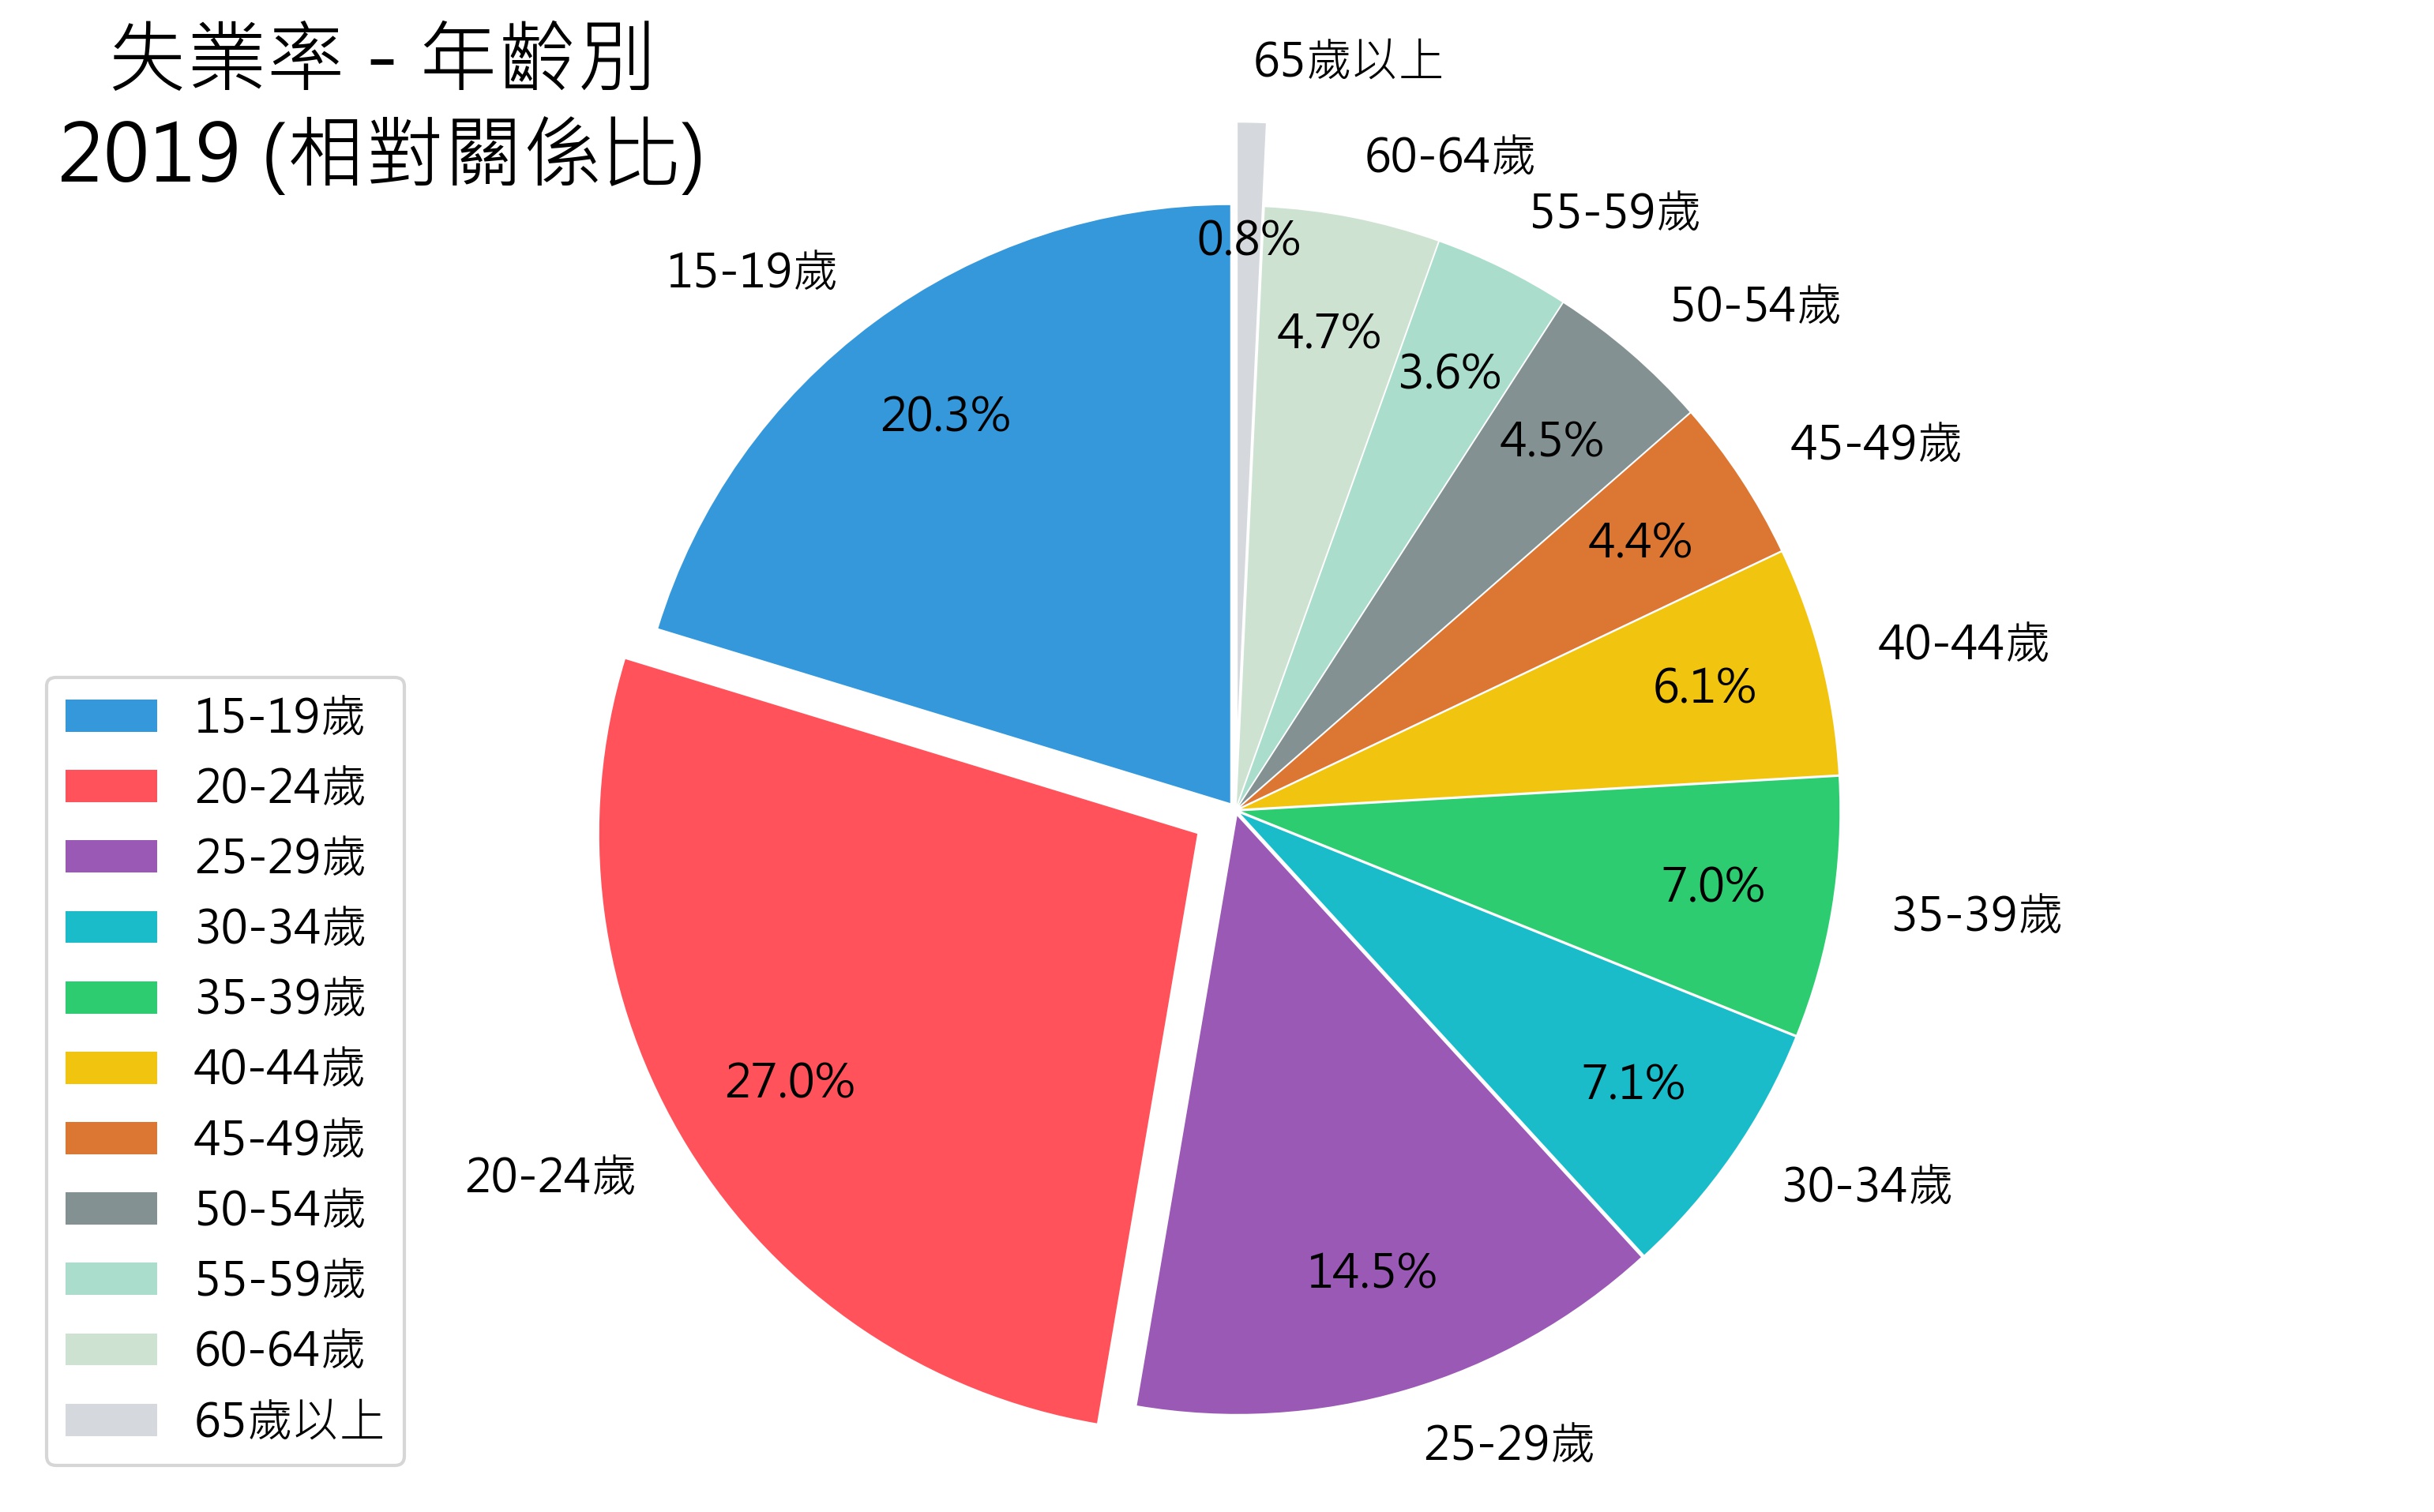 失業率 - 年齡別
2019 (相對關係比)
65歲以上
60-64歲
55-59歲
50-54歲
45-49歲
40-44歲
35-39歲
30-34歲
25-29歲
20-24歲
15-19歲
0.8%
4.7%
3.6%
4.5%
4.4%
6.1%
7.0%
7.1%
14.5%
27.0%
20.3%
15-19歲
20-24歲
25-29歲
30-34歲
35-39歲
40-44歲
45-49歲
50-54歲
55-59歲
60-64歲
65歲以上